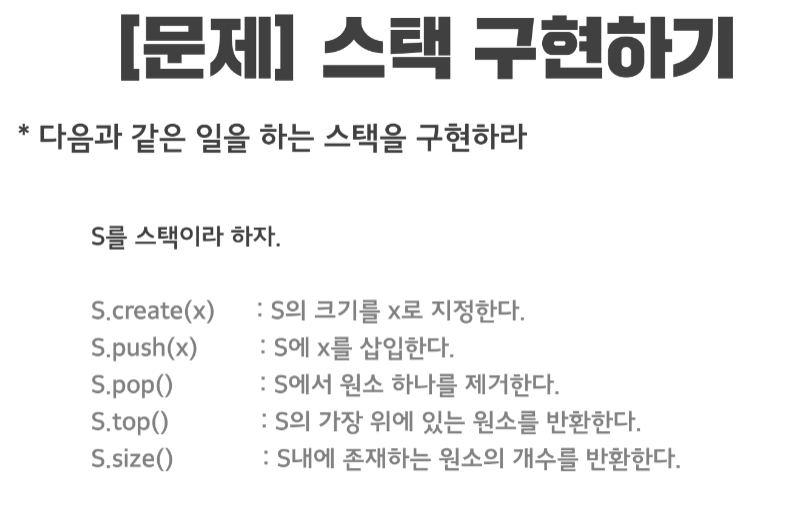 [문제] 스택 구현하기
* 다음과 같은 일을 하는 스택을 구현하라
S를 스택이라 하자.
S.create(x) : S의 크기를 x로 지정한다.
S.push(x) : S에 x를 삽입한다.
S.pop() : S에서 원소 하나를 제거한다.
S.top() : S의 가장 위에 있는 원소를 반환한다.
S.size() : S내에 존재하는 원소의 개수를 반환한다.